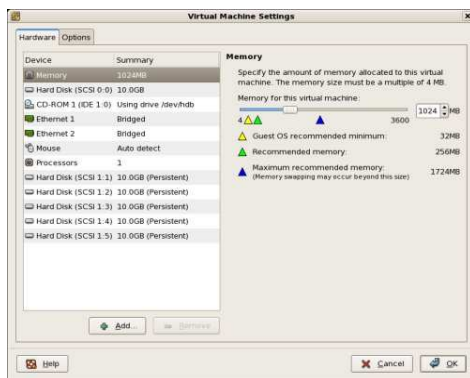 Virtual Machine Settings
Hardware Options
Device Summary
Memory 1024MB
Hard Disk (SCSI 0:0) 10.0GB
CD-ROM 1 (IDE 1:0) Using drive /dev/hdb
Ethernet 1 Bridged
Ethernet 2 Bridged
Mouse Auto detect
Processors 1
Hard Disk (SCSI 1:1) 10.0GB (Persistent)
Hard Disk (SCSI 1:2) 10.0GB (Persistent)
Hard Disk (SCSI 1:3) 10.0GB (Persistent)
Hard Disk (SCSI 1:4) 10.0GB (Persistent)
Hard Disk (SCSI 1:5) 10.0GB (Persistent)
Add... Remove
Memory
Specify the amount of memory allocated to this virtual
machine. The memory size must be a multiple of 4 MB.
Memory for this virtual machine:
1024 MB
4 3600
Guest OS recommended minimum: 32MB
Recommended memory: 256MB
Maximum recommended memory: 1724MB
(Memory swapping may occur beyond this size)
Help Cancel OK